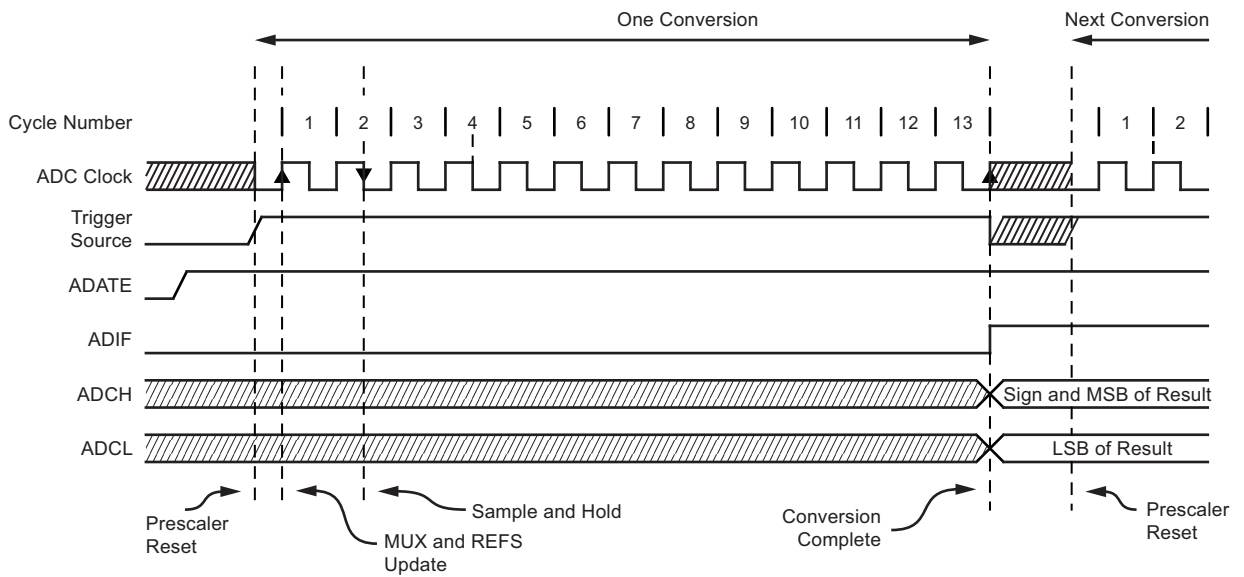 One Conversion
Next Conversion
Cycle Number
1 2 3 4 5 6 7 8 9 10 11 12 13 1 2
ADC Clock
Trigger
Source
ADATE
ADIF
ADCH
Sign and MSB of Result
ADCL
LSB of Result
Prescaler
Reset
MUX and REFS
Update
Sample and Hold
Conversion
Complete
Prescaler
Reset